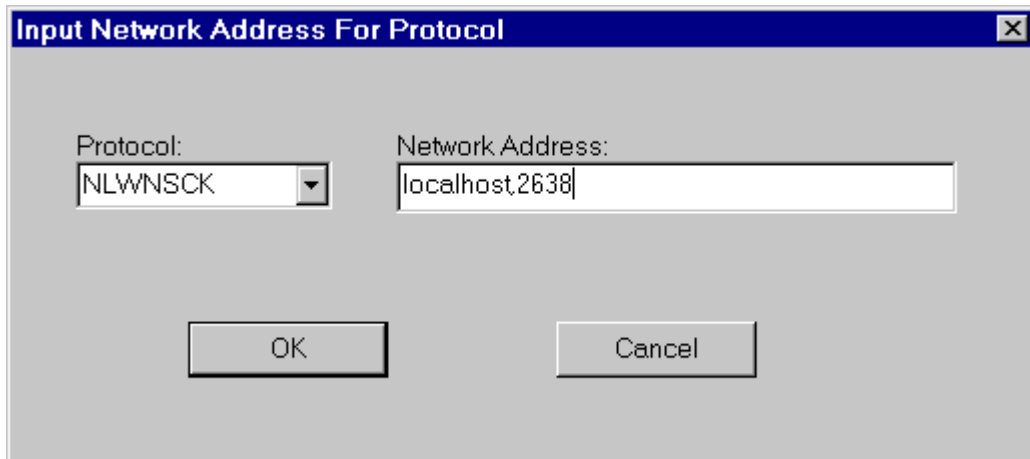 Input Network Address For Protocol
Protocol:
Network Address:
NLWNSCK
localhost,2638
OK
Cancel